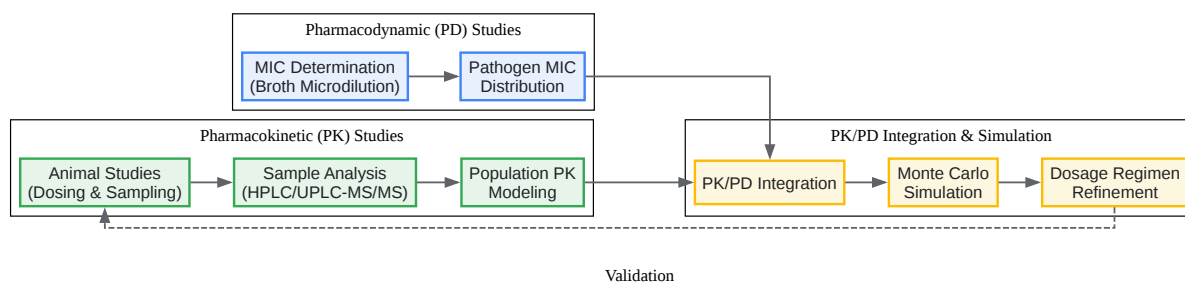 Pharmacodynamic (PD) Studies
MIC Determination
(Broth Microdilution)
Pathogen MIC
Distribution
Pharmacokinetic (PK) Studies
Animal Studies
(Dosing & Sampling)
Sample Analysis
(HPLC/UPLC-MS/MS)
Population PK
Modeling
PK/PD Integration & Simulation
PK/PD Integration
Monte Carlo
Simulation
Dosage Regimen
Refinement
Validation